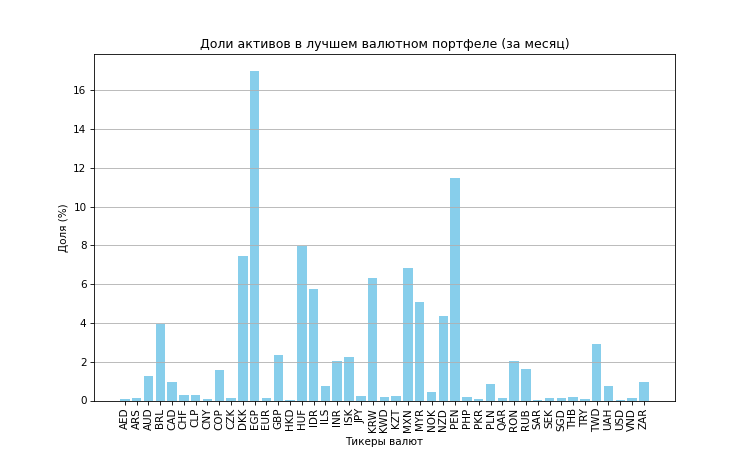 Доли активов в лучшем валютном портфеле (за месяц)
Доля (%)
16
14
12
10
8
6
4
2
0
AED ARS AUD BRL CAD CHF CLP CNY COP CZK DKK EGP EUR GBP HKD HUF IDR ILS INR ISK JPY KRW KWD KZT MXN MYR NOK NZD PEN PHP PKR PLN QAR RON RUB SAR SEK SGD THB TRY TWD UAH USD VND ZAR
Тикеры валют